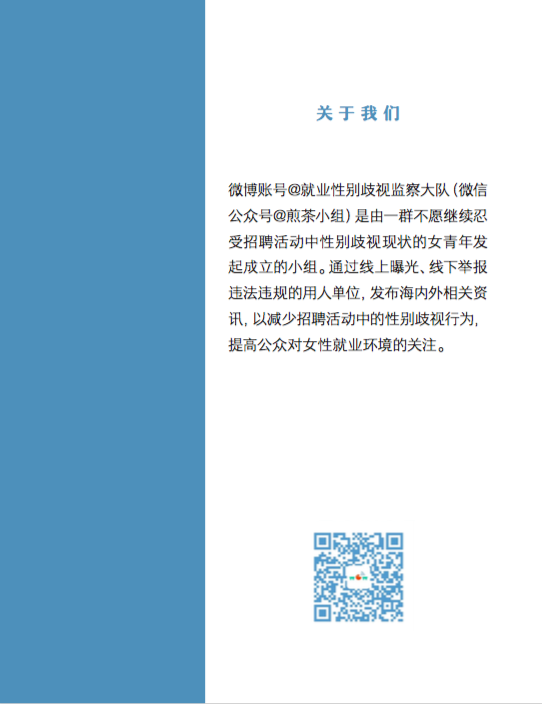 关于我们
微博账号@就业性别歧视监察大队（微信
公众号@煎茶小组）是由一群不愿继续忍
受招聘活动中性别歧视现状的女青年发
起成立的小组。通过线上曝光、线下举报
违法违规的用人单位，发布海内外相关资
讯，以减少招聘活动中的性别歧视行为，
提高公众对女性就业环境的关注。